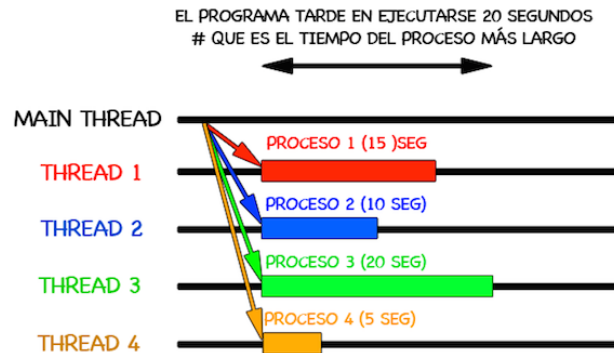 EL PROGRAMA TARDE EN EJECUTARSE 20 SEGUNDOS
# QUE ES EL TIEMPO DEL PROCESO MÁS LARGO
MAIN THREAD
PROCESO 1 (15 )SEG
THREAD 1
PROCESO 2 (10 SEG)
THREAD 2
PROCESO 3 (20 SEG)
THREAD 3
PROCESO 4 (5 SEG)
THREAD 4